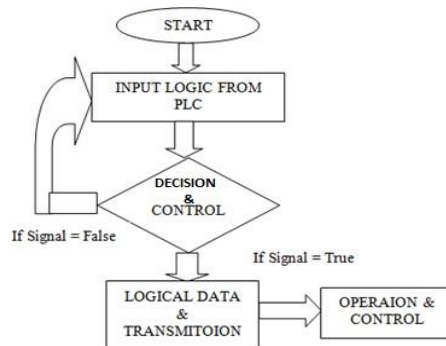 START
INPUT LOGIC FROM
PLC
DECISION
&
CONTROL
If Signal = False
If Signal = True
LOGICAL DATA
&
TRANSMITOION
OPERAION &
CONTROL